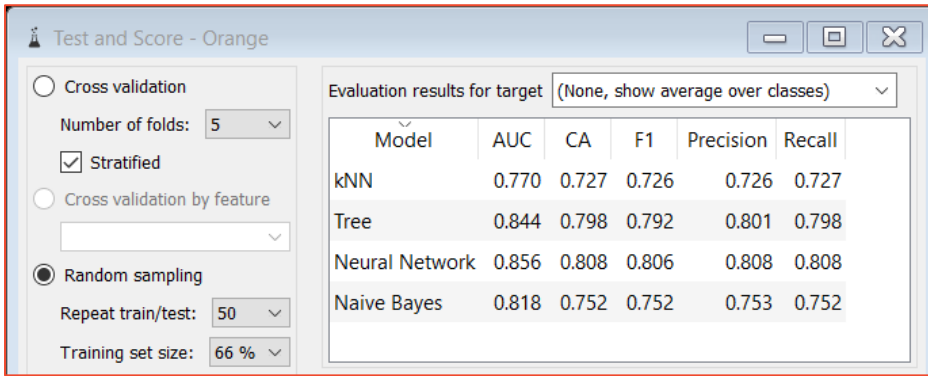 Test and Score - Orange
Cross validation
Number of folds: 5
Stratified
Cross validation by feature
Random sampling
Repeat train/test: 50
Training set size: 66 %
Evaluation results for target (None, show average over classes)
Model AUC CA F1 Precision Recall
kNN 0.770 0.727 0.726 0.726 0.727
Tree 0.844 0.798 0.792 0.801 0.798
Neural Network 0.856 0.808 0.806 0.808 0.808
Naive Bayes 0.818 0.752 0.752 0.753 0.752